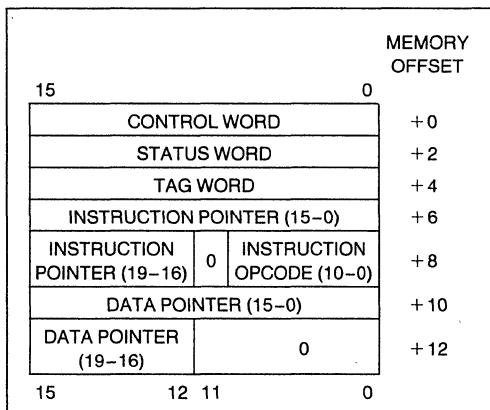 MEMORY
OFFSET
15 0
CONTROL WORD +0
STATUS WORD +2
TAG WORD +4
INSTRUCTION POINTER (15-0) +6
INSTRUCTION 0 INSTRUCTION
POINTER (19-16) OPCODE (10-0) +8
DATA POINTER (15-0) +10
DATA POINTER
(19-16) 0 +12
15 12 11 0